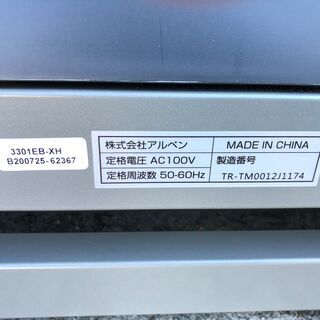 3301EB-XH
B200725-62367
株式会社アルペン
MADE IN CHINA
定格電圧 AC100V
製造番号
定格周波数 50-60Hz
TR-TM0012J1174